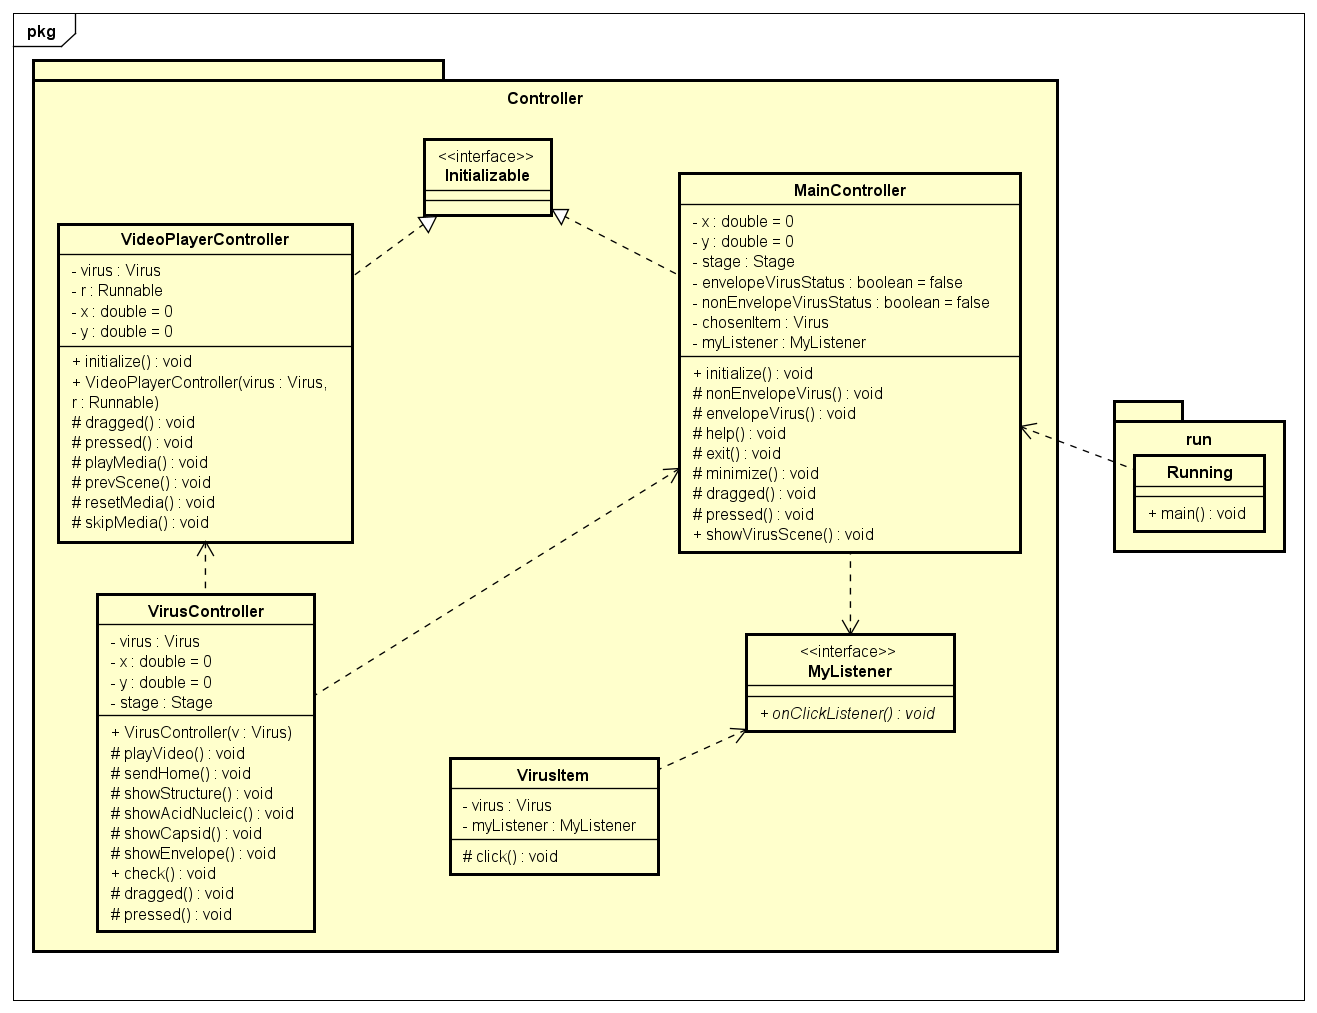 pkg
Controller
<<interface>>
Initializable
VideoPlayerController
- virus : Virus
- r : Runnable
- x : double = 0
- y : double = 0
+ initialize() : void
+ VideoPlayerController(virus : Virus,
r : Runnable)
# dragged() : void
# pressed() : void
# playMedia() : void
# prevScene() : void
# resetMedia() : void
# skipMedia() : void
MainController
- x : double = 0
- y : double = 0
- stage : Stage
- envelopeVirusStatus : boolean = false
- nonEnvelopeVirusStatus : boolean = false
- chosenItem : Virus
- myListener : MyListener
+ initialize() : void
# nonEnvelopeVirus() : void
# envelopeVirus() : void
# help() : void
# exit() : void
# minimize() : void
# dragged() : void
# pressed() : void
+ showVirusScene() : void
run
Running
+ main() : void
VirusController
- virus : Virus
- x : double = 0
- y : double = 0
- stage : Stage
+ VirusController(v : Virus)
# playVideo() : void
# sendHome() : void
# showStructure() : void
# showAcidNucleic() : void
# showCapsid() : void
# showEnvelope() : void
+ check() : void
# dragged() : void
# pressed() : void
<<interface>>
MyListener
+ onClickListener() : void
VirusItem
- virus : Virus
- myListener : MyListener
# click() : void